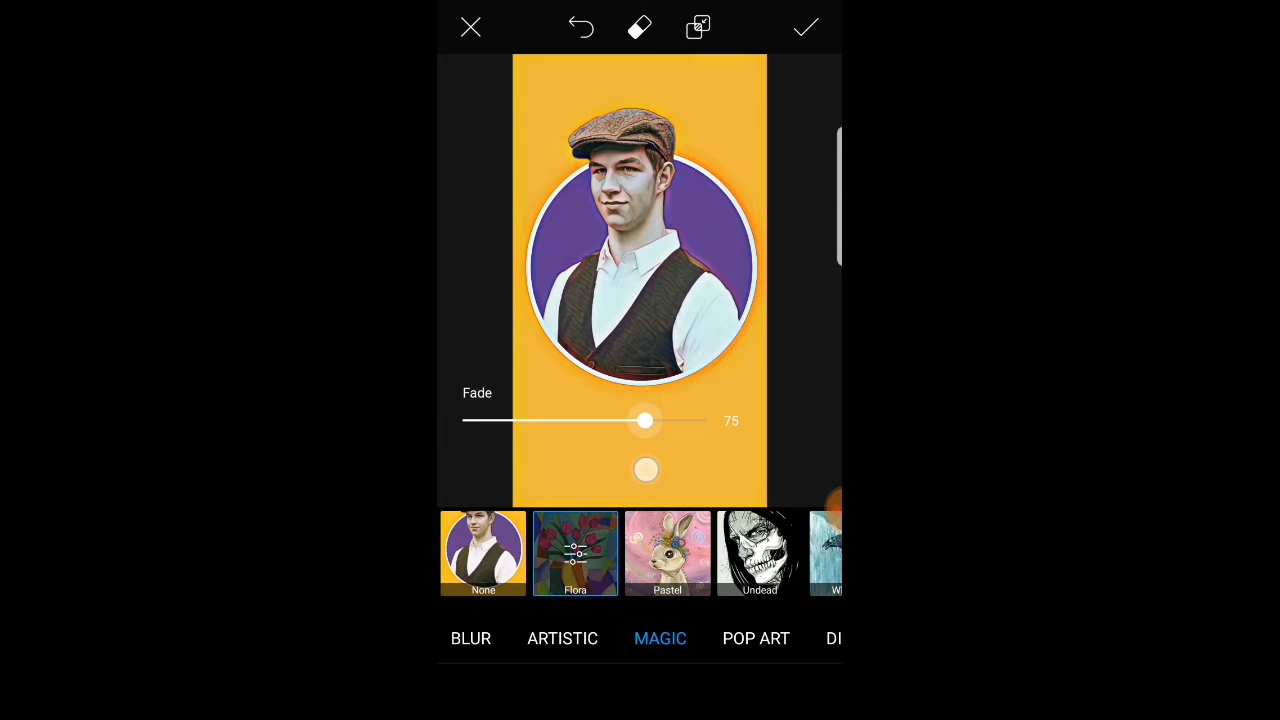 Fade
75
None
Flora
Pastel
Undead
BLUR
ARTISTIC
MAGIC
POP ART